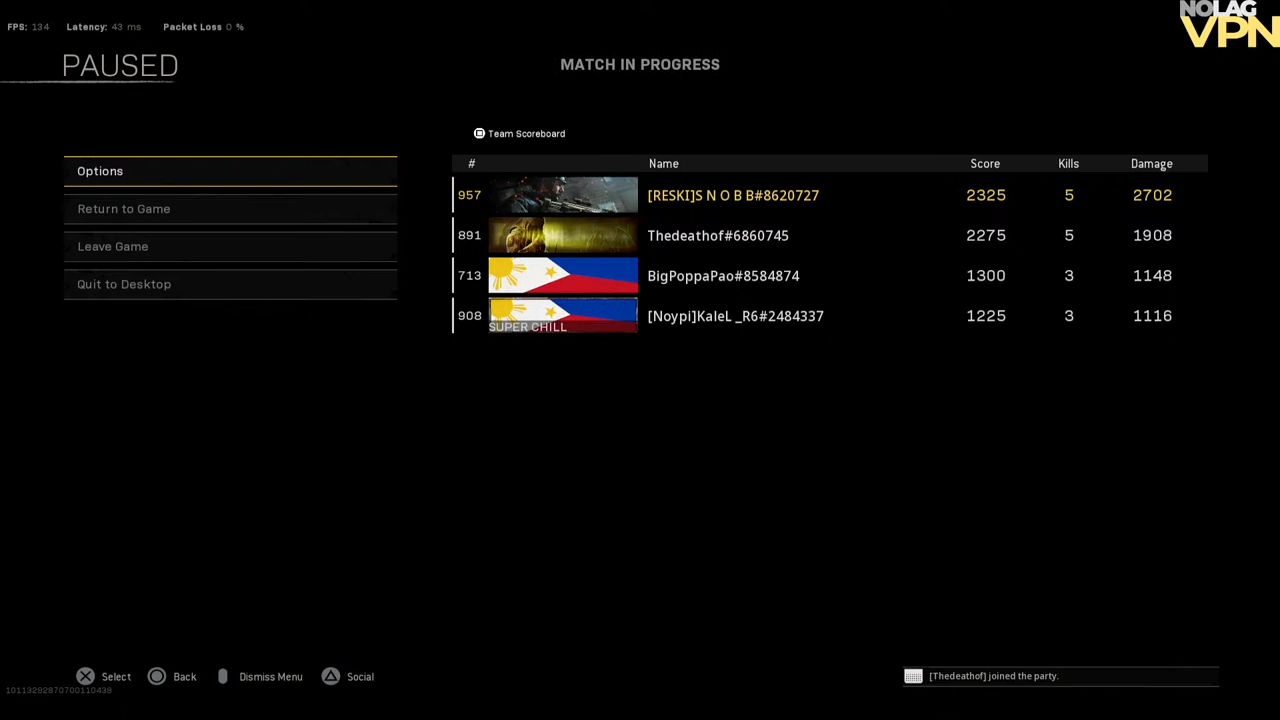 FPS: 134 Latency: 43 ms Packet Loss 0 %
NOLAG
VPN
PAUSED
MATCH IN PROGRESS
Team Scoreboard
# Name Score Kills Damage
Options
Return to Game
Leave Game
Quit to Desktop
957 [RESKI]S N O B B#8620727 2325 5 2702
891 Thedeathof#6860745 2275 5 1908
713 BigPoppaPao#8584874 1300 3 1148
908 SUPER CHILL [Noypi]KaleL _R6#2484337 1225 3 1116
Select Back Dismiss Menu Social
[Thedeathof] joined the party.
10113292870700110438